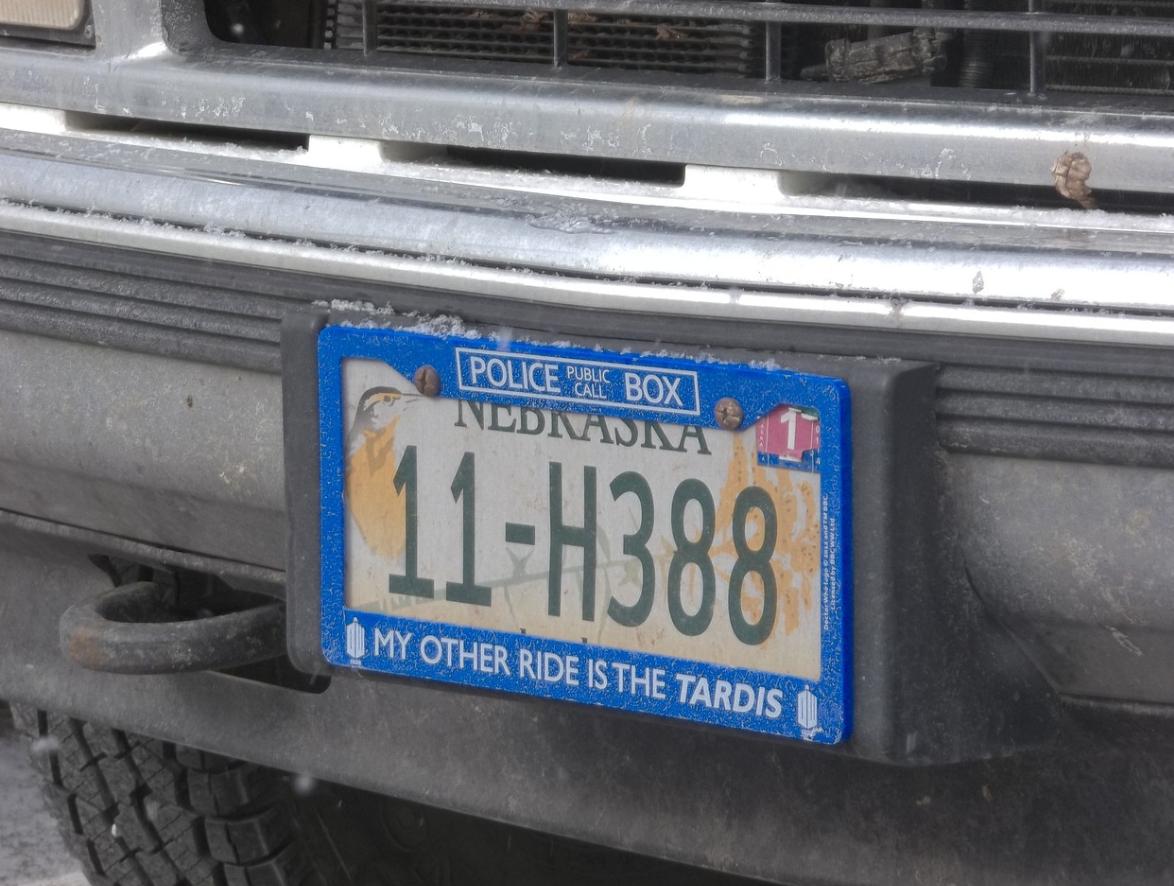 POLICE PUBLIC CALL BOX
NEBRASKA
1
11-H388
MY OTHER RIDE IS THE TARDIS